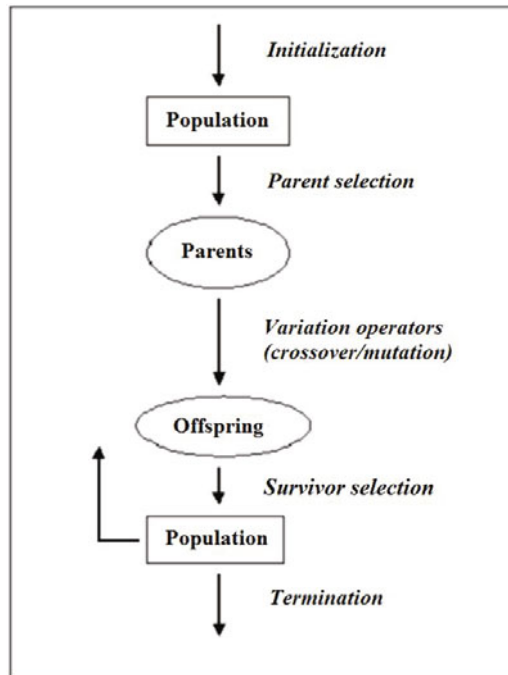 Initialization
Population
Parent selection
Parents
Variation operators
(crossover/mutation)
Offspring
Survivor selection
Population
Termination